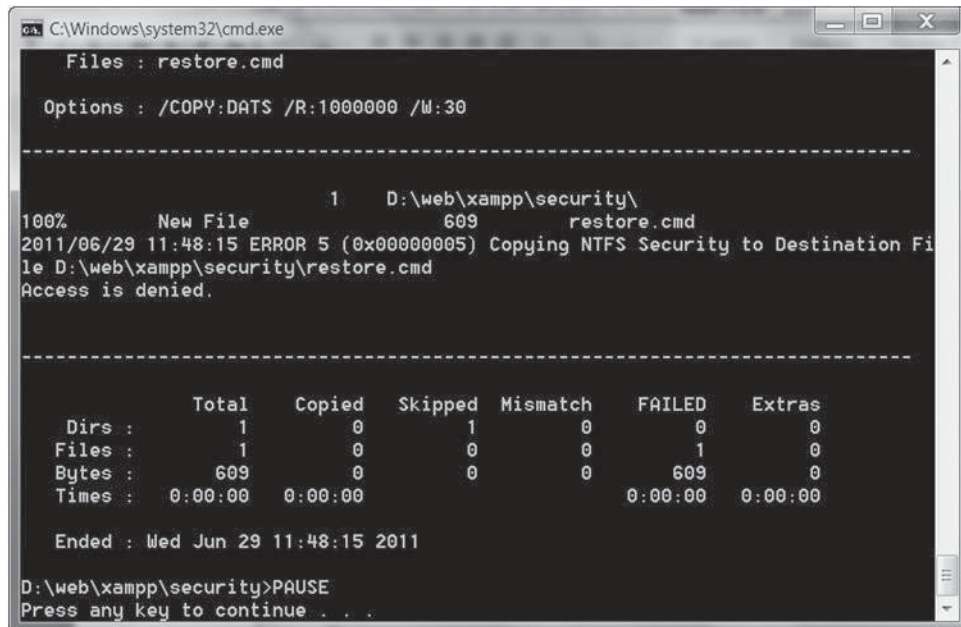 C:\Windows\system32\cmd.exe
Files : restore.cmd
Options : /COPY:DATS /R:1000000 /W:30
------------------------------------------------------------------------------
1 D:\web\xampp\security\
100% New File 609 restore.cmd
2011/06/29 11:48:15 ERROR 5 (0x00000005) Copying NTFS Security to Destination Fi
le D:\web\xampp\security\restore.cmd
Access is denied.
------------------------------------------------------------------------------
Total Copied Skipped Mismatch FAILED Extras
Dirs : 1 0 1 0 0 0
Files : 1 0 0 0 1 0
Bytes : 609 0 0 0 609 0
Times : 0:00:00 0:00:00 0:00:00 0:00:00
Ended : Wed Jun 29 11:48:15 2011
D:\web\xampp\security>PAUSE
Press any key to continue . . .